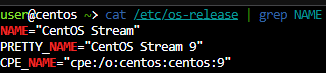 user@centos ~> cat /etc/os-release | grep NAME
NAME="CentOS Stream"
PRETTY_NAME="CentOS Stream 9"
CPE_NAME="cpe:/o:centos:centos:9"